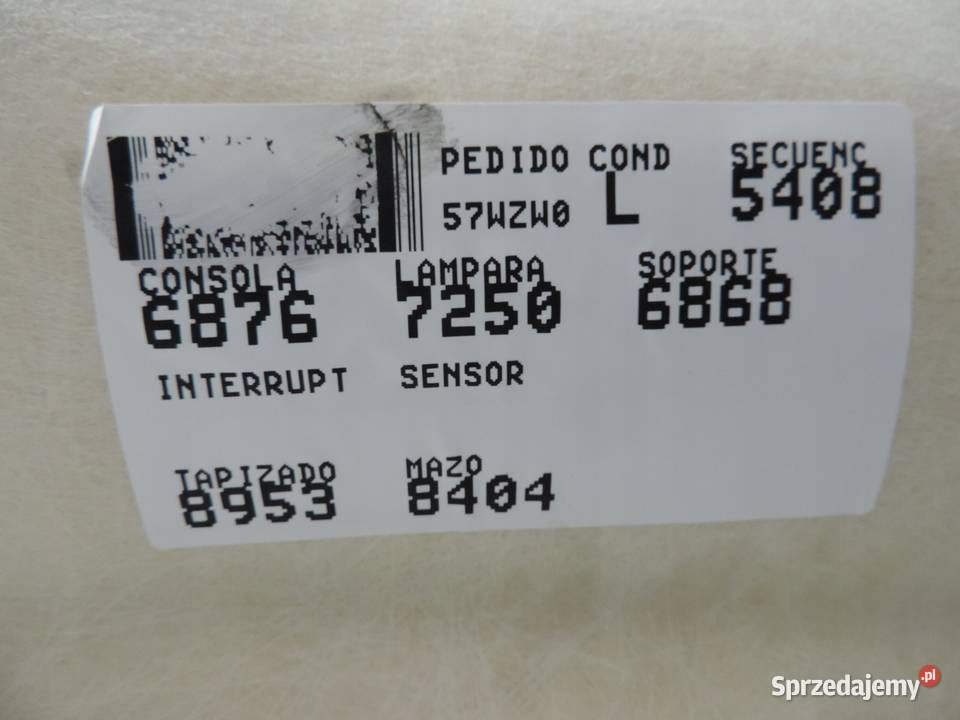 PEDIDO COND SECUENC
57WZW0 L 5408
CONSOLA LAMPARA SOPORTE
6876 7250 6868
INTERRUPT SENSOR
TAPIZADO MAZO
8953 8404
Sprzedajemy.pl